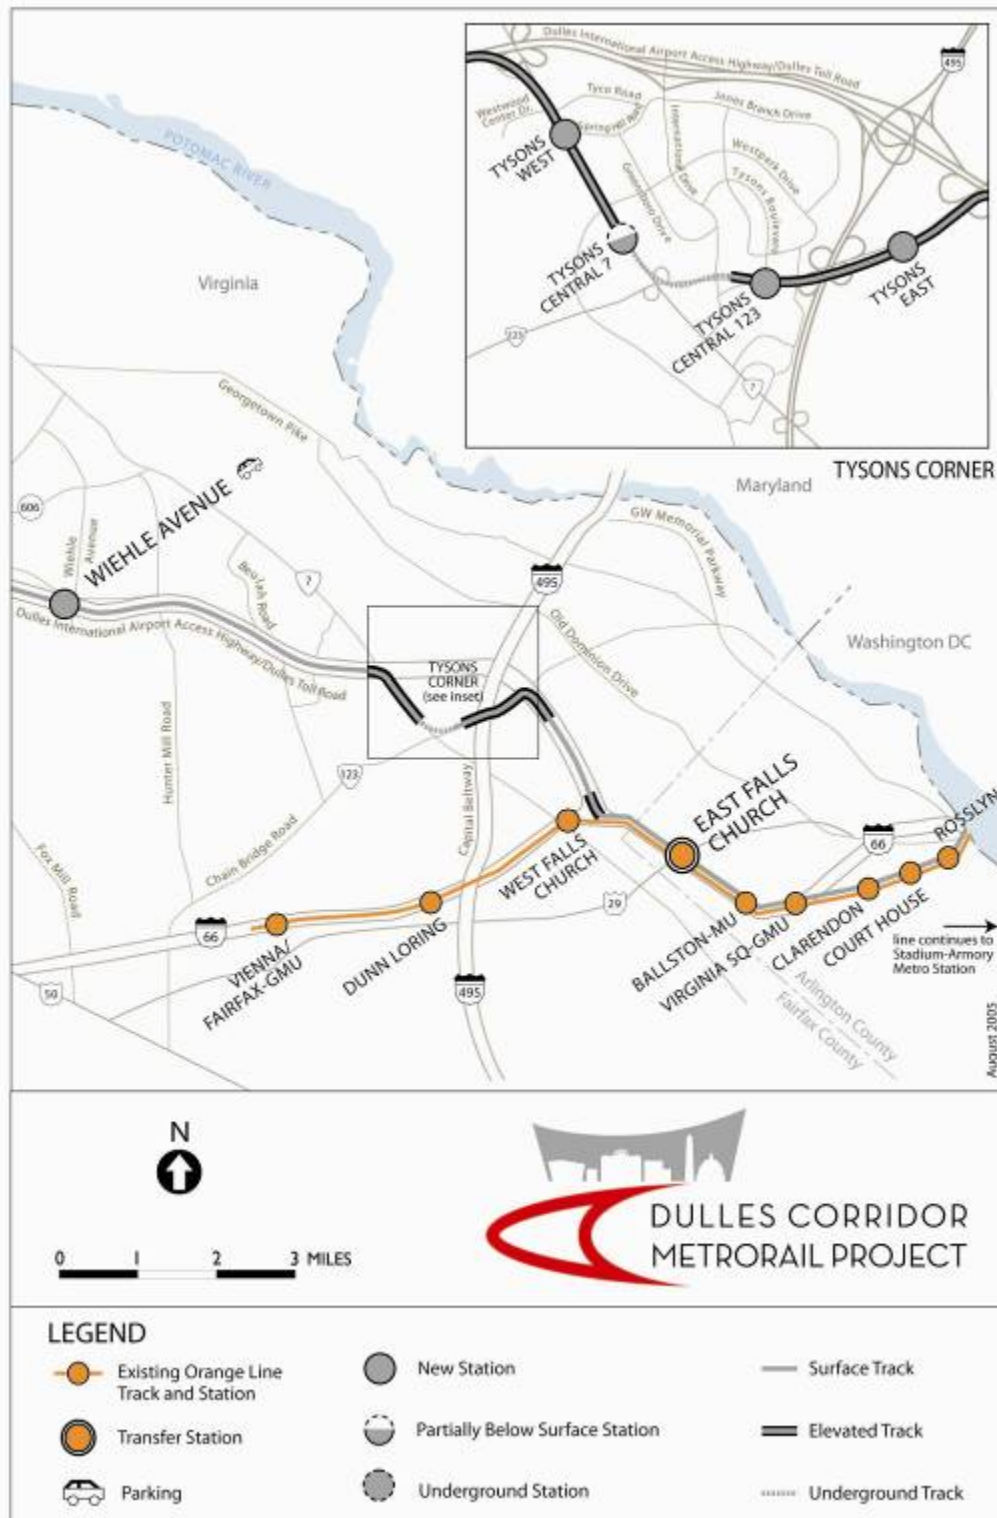 Dulles International Airport Access Highway/Dulles Toll Road
495
Tyco Road
Jones Branch Drive
Westwood
Center Dr.
Spring Hill Road
International Drive
Westpark Drive
Tysons Boulevard
Greensboro Drive
TYSONS
WEST
TYSONS
CENTRAL 7
TYSONS
CENTRAL 123
TYSONS
EAST
123
7
TYSONS CORNER
POTOMAC RIVER
Virginia
Maryland
Georgetown Pike
GW Memorial Parkway
606
Wiehle
Avenue
WIEHLE AVENUE
7
Beulah Road
495
Old Dominion Drive
Washington DC
Dulles International Airport Access Highway/Dulles Toll Road
TYSONS
CORNER
(see inset)
Hunter Mill Road
123
Capital Beltway
EAST FALLS
CHURCH
ROSSLYN
66
Fox Mill Road
Chain Bridge Road
WEST FALLS
CHURCH
29
66
VIENNA/
FAIRFAX-GMU
DUNN LORING
BALLSTON-MU
VIRGINIA SQ-GMU
CLARENDON
COURT HOUSE
line continues to
Stadium-Armory
Metro Station
50
495
Arlington County
Fairfax County
August 2005
N
0 1 2 3 MILES
DULLES CORRIDOR
METRORAIL PROJECT
LEGEND
Existing Orange Line
Track and Station
Transfer Station
Parking
New Station
Partially Below Surface Station
Underground Station
Surface Track
Elevated Track
Underground Track